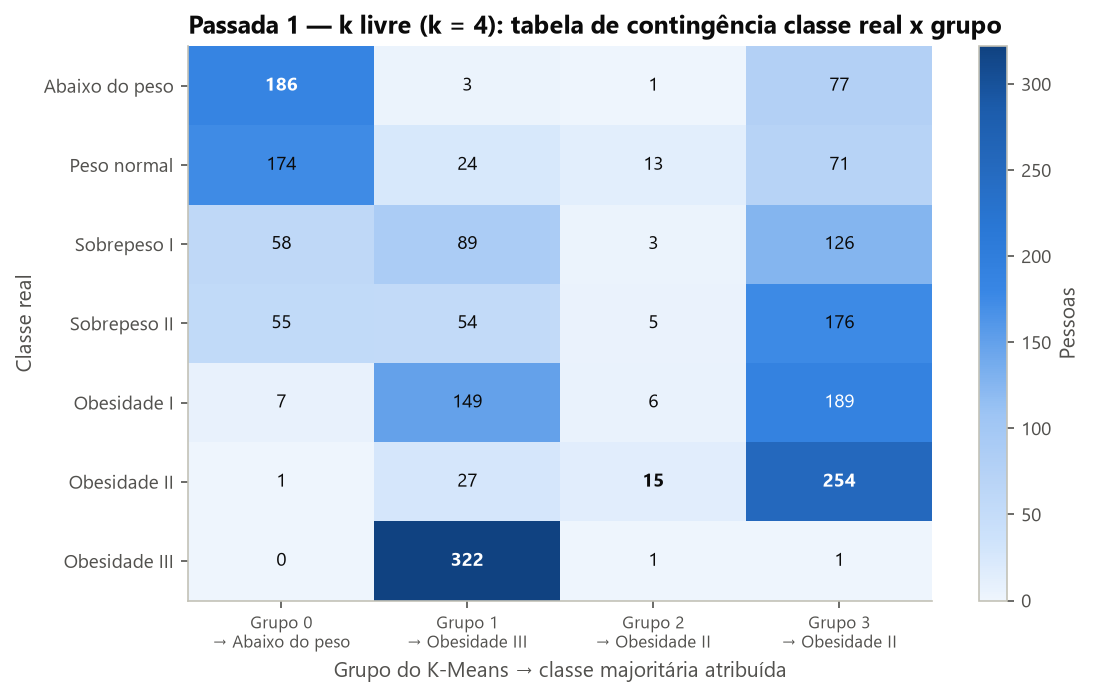 Passada 1 — k livre (k = 4): tabela de contingência classe real x grupo
Classe real
Abaixo do peso 186 3 1 77
Peso normal 174 24 13 71
Sobrepeso I 58 89 3 126
Sobrepeso II 55 54 5 176
Obesidade I 7 149 6 189
Obesidade II 1 27 15 254
Obesidade III 0 322 1 1
Grupo 0 Grupo 1 Grupo 2 Grupo 3
→ Abaixo do peso → Obesidade III → Obesidade II → Obesidade II
Grupo do K-Means → classe majoritária atribuída
300
250
200
150
100
50
0
Pessoas